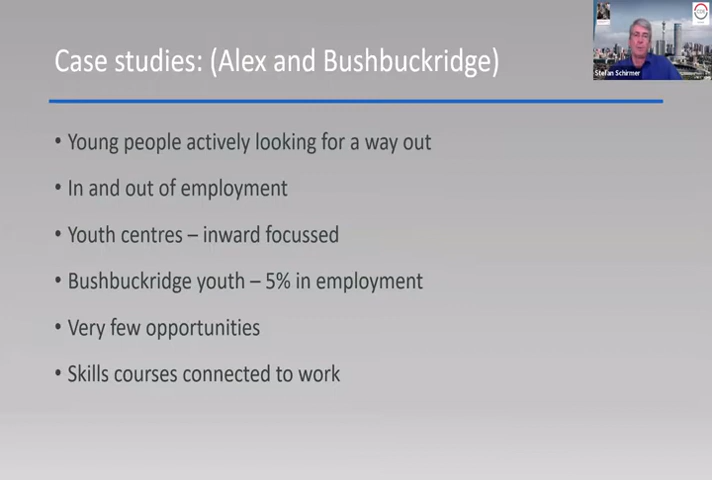 Case studies: (Alex and Bushbuckridge)
Stefan Schirmer
• Young people actively looking for a way out
• In and out of employment
• Youth centres – inward focussed
• Bushbuckridge youth – 5% in employment
• Very few opportunities
• Skills courses connected to work